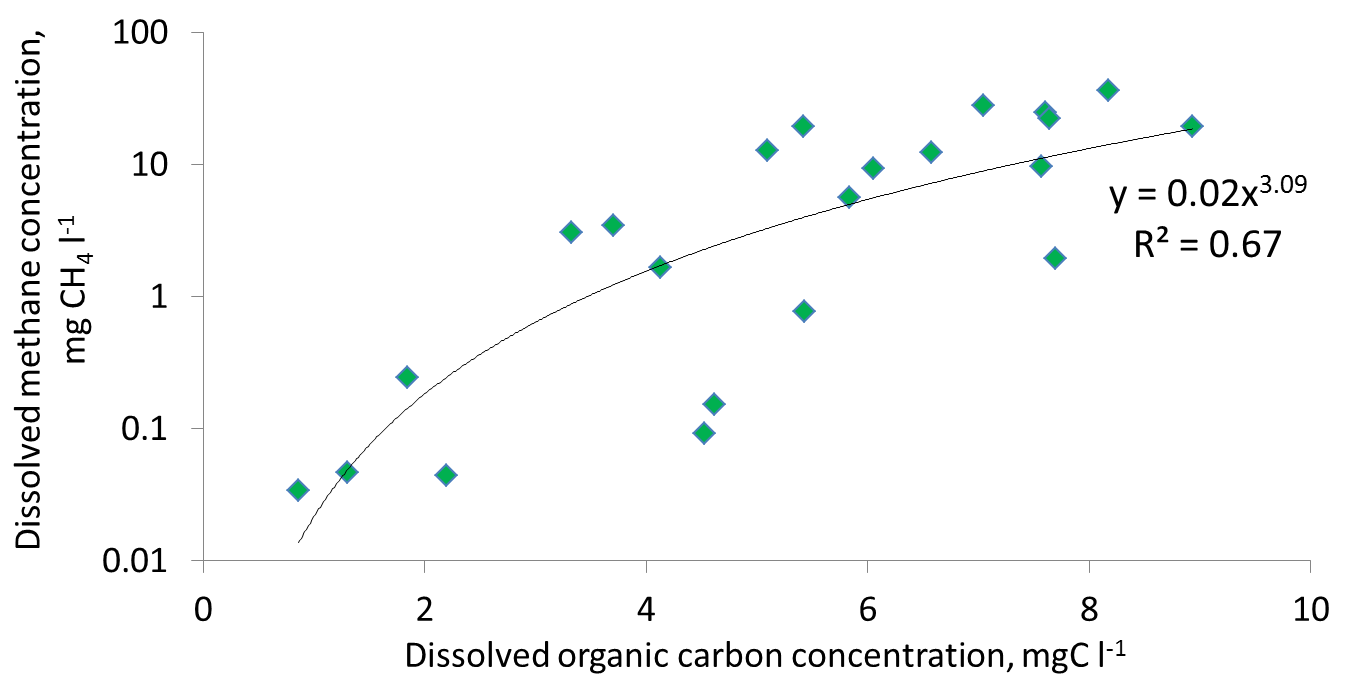 Dissolved methane concentration,
mg CH₄ l⁻¹
100
10
1
0.1
0.01
y = 0.02x³·⁰⁹
R² = 0.67
0 2 4 6 8 10
Dissolved organic carbon concentration, mgC l⁻¹